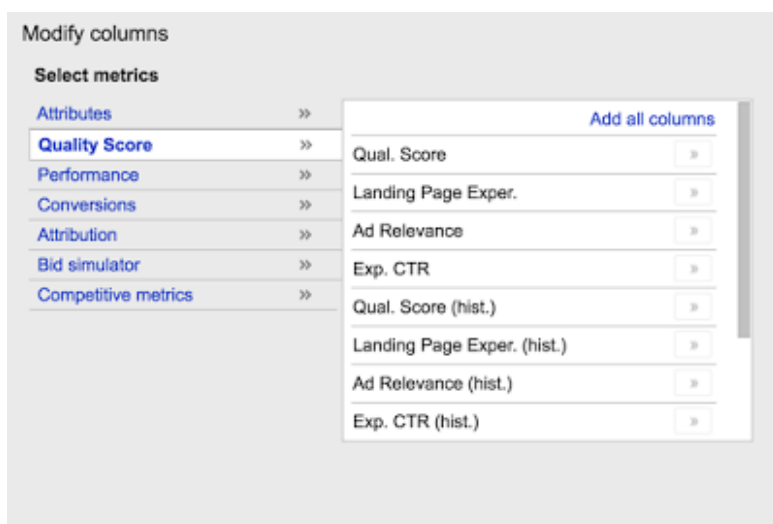 Modify columns
Select metrics
Attributes »
Quality Score »
Performance »
Conversions »
Attribution »
Bid simulator »
Competitive metrics »
Add all columns
Qual. Score »
Landing Page Exper. »
Ad Relevance »
Exp. CTR »
Qual. Score (hist.) »
Landing Page Exper. (hist.) »
Ad Relevance (hist.) »
Exp. CTR (hist.) »